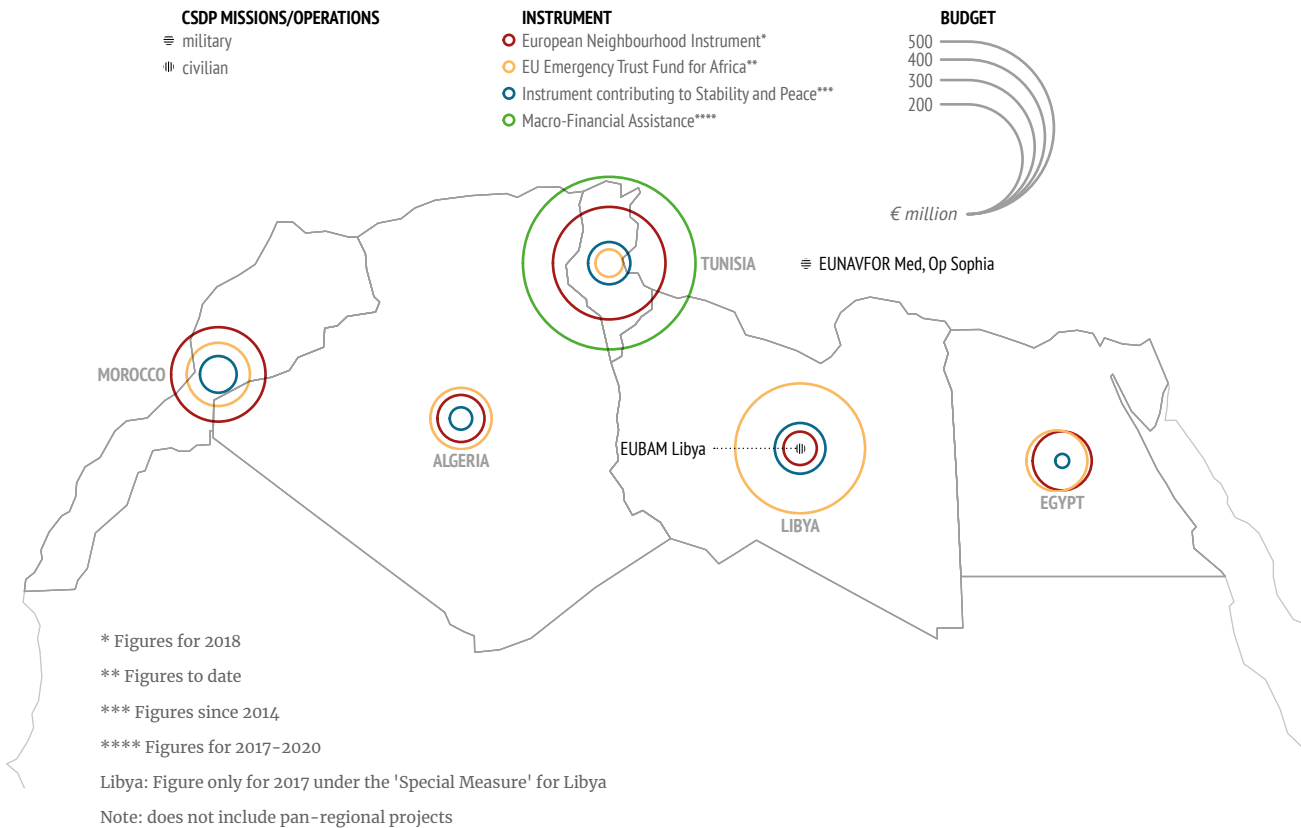 CSDP MISSIONS/OPERATIONS
military
civilian
INSTRUMENT
European Neighbourhood Instrument*
EU Emergency Trust Fund for Africa**
Instrument contributing to Stability and Peace***
Macro-Financial Assistance****
BUDGET
500
400
300
200
€ million
TUNISIA
EUNAVFOR Med, Op Sophia
MOROCCO
ALGERIA
EUBAM Libya
LIBYA
EGYPT
* Figures for 2018
** Figures to date
*** Figures since 2014
**** Figures for 2017-2020
Libya: Figure only for 2017 under the 'Special Measure' for Libya
Note: does not include pan-regional projects